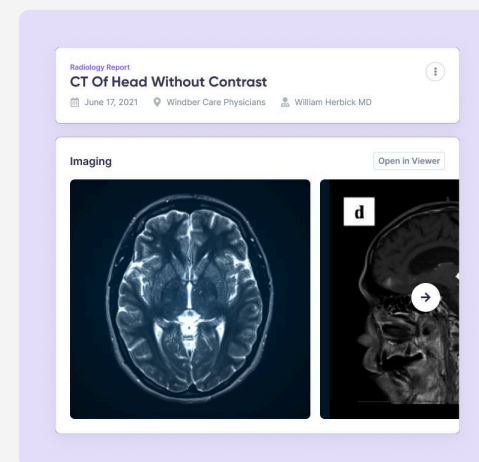 Radiology Report
CT Of Head Without Contrast
June 17, 2021 Windber Care Physicians William Herbick MD
Imaging
Open in Viewer
d